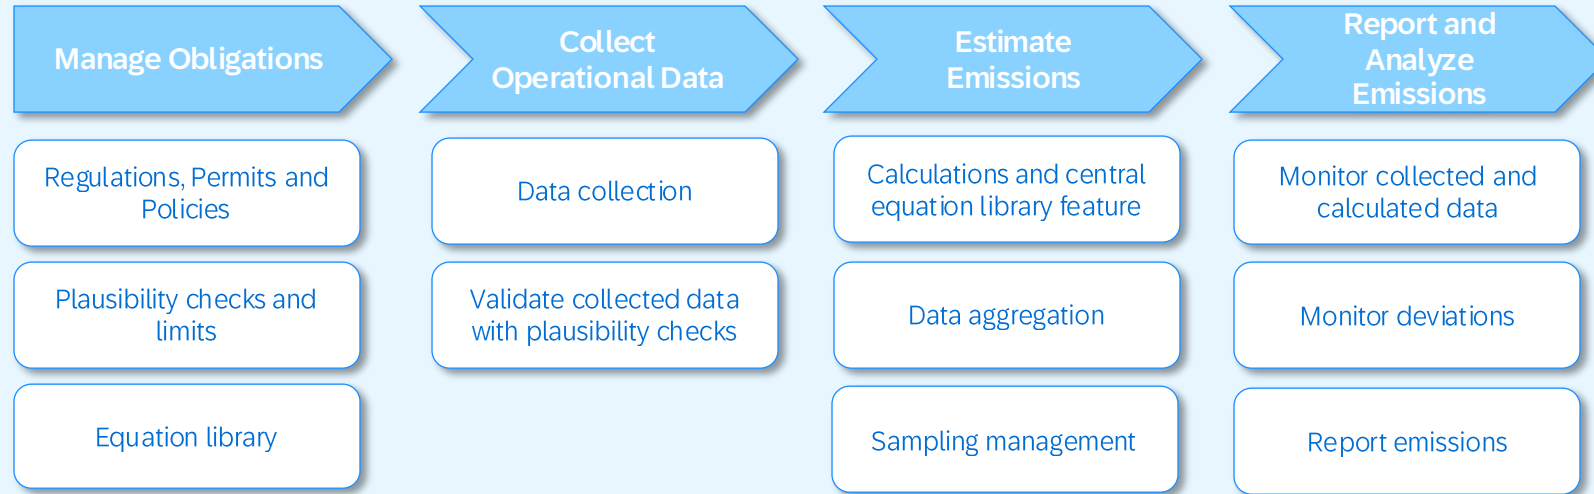 Manage Obligations
Collect
Operational Data
Estimate
Emissions
Report and
Analyze
Emissions
Regulations, Permits and
Policies
Data collection
Calculations and central
equation library feature
Monitor collected and
calculated data
Plausibility checks and
limits
Validate collected data
with plausibility checks
Data aggregation
Monitor deviations
Equation library
Sampling management
Report emissions